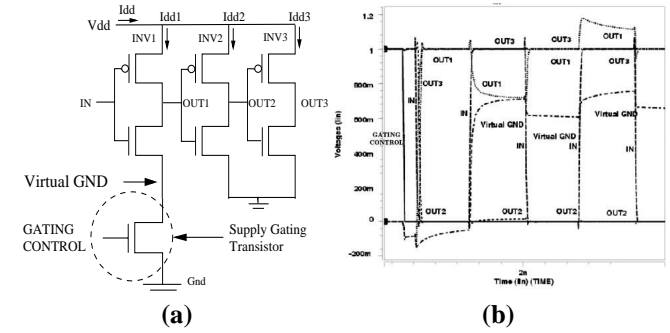 Idd
Idd1
Idd2
Idd3
Vdd
INV1
INV2
INV3
IN
OUT1
OUT2
OUT3
Virtual GND
GATING
CONTROL
Supply Gating
Transistor
Gnd
(a)
Voltages (lin)
1.2
1
800m
600m
400m
200m
0
-200m
GATING
CONTROL
IN
OUT1
OUT3
OUT1
Virtual GND
IN
OUT2
OUT3
OUT1
Virtual GND
IN
OUT2
OUT3
OUT1
Virtual GND
IN
OUT2
OUT1
OUT3
2n
Time (lin) (TIME)
(b)